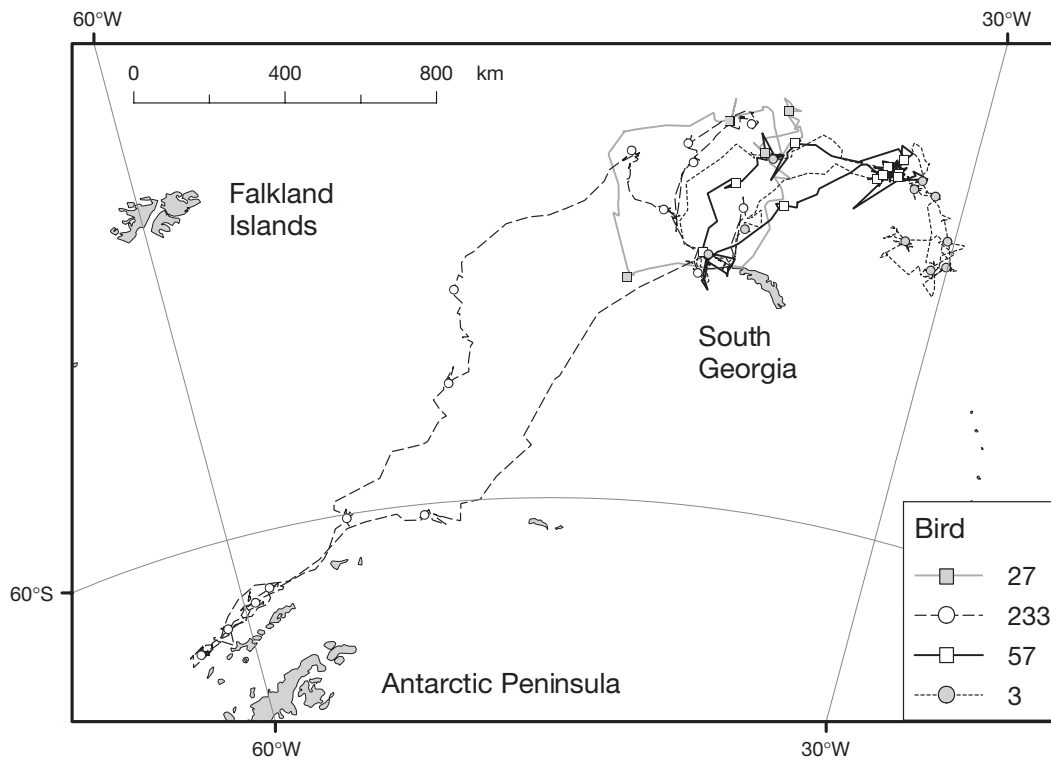 60°W
30°W
0
400
800
km
Falkland
Islands
South
Georgia
60°S
Antarctic Peninsula
Bird
27
233
57
3
60°W
30°W